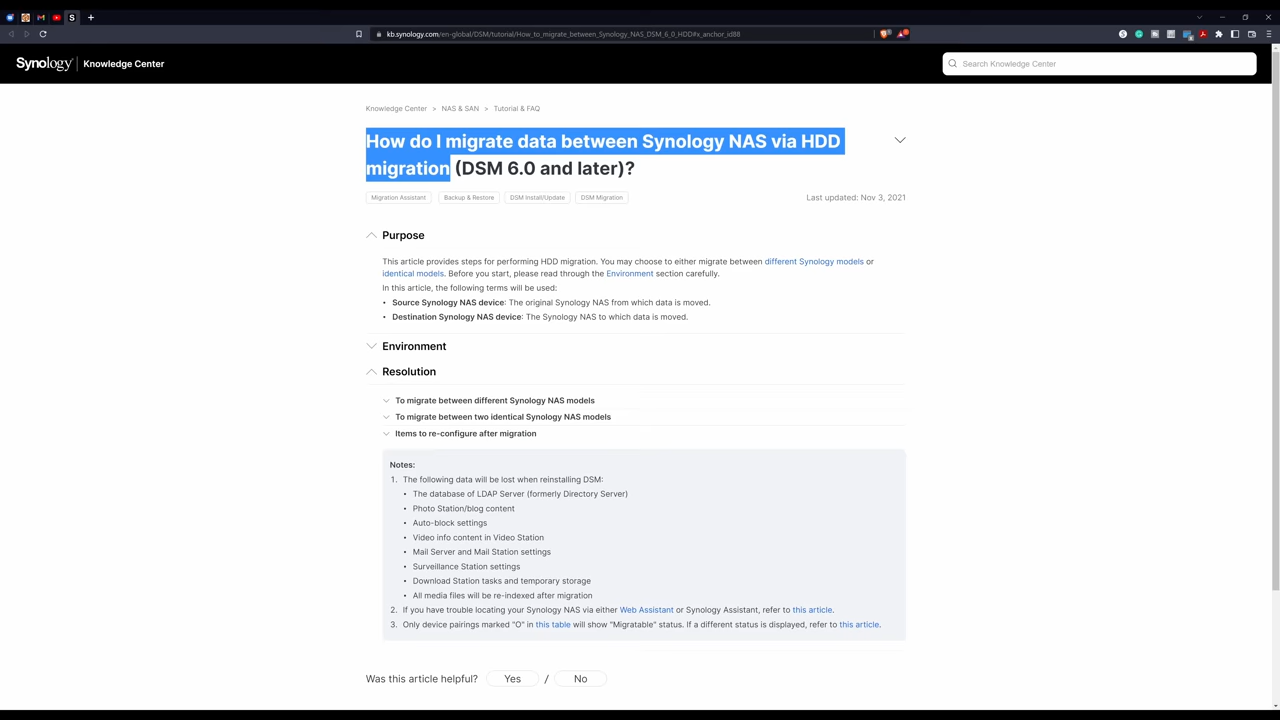 S
kb.synology.com/en-global/DSM/tutorial/How_to_migrate_between_Synology_NAS_DSM_6_0_HDD#x_anchor_id88
Synology Knowledge Center
Search Knowledge Center
Knowledge Center > NAS & SAN > Tutorial & FAQ
How do I migrate data between Synology NAS via HDD
migration (DSM 6.0 and later)?
Migration Assistant Backup & Restore DSM Install/Update DSM Migration Last updated: Nov 3, 2021
Purpose
This article provides steps for performing HDD migration. You may choose to either migrate between different Synology models or
identical models. Before you start, please read through the Environment section carefully.
In this article, the following terms will be used:
• Source Synology NAS device: The original Synology NAS from which data is moved.
• Destination Synology NAS device: The Synology NAS to which data is moved.
Environment
Resolution
To migrate between different Synology NAS models
To migrate between two identical Synology NAS models
Items to re-configure after migration
Notes:
1. The following data will be lost when reinstalling DSM:
• The database of LDAP Server (formerly Directory Server)
• Photo Station/blog content
• Auto-block settings
• Video info content in Video Station
• Mail Server and Mail Station settings
• Surveillance Station settings
• Download Station tasks and temporary storage
• All media files will be re-indexed after migration
2. If you have trouble locating your Synology NAS via either Web Assistant or Synology Assistant, refer to this article.
3. Only device pairings marked "O" in this table will show "Migratable" status. If a different status is displayed, refer to this article.
Was this article helpful? Yes / No